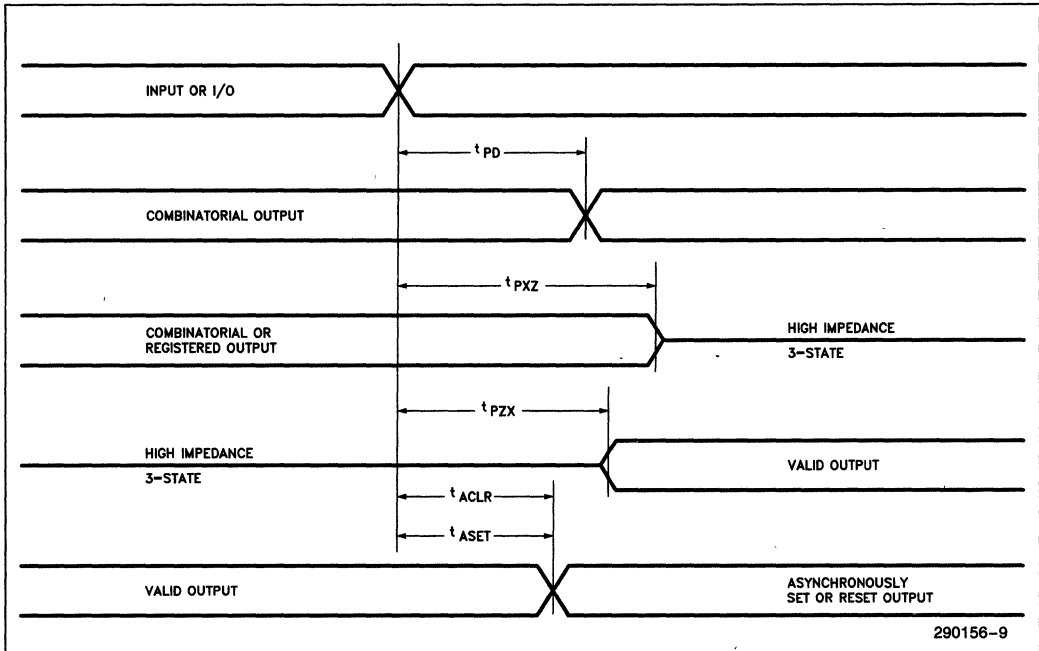 INPUT OR I/O
tPD
COMBINATORIAL OUTPUT
tPXZ
COMBINATORIAL OR
REGISTERED OUTPUT
HIGH IMPEDANCE
3-STATE
tPZX
HIGH IMPEDANCE
3-STATE
VALID OUTPUT
tACLR
tASET
VALID OUTPUT
ASYNCHRONOUSLY
SET OR RESET OUTPUT
290156-9